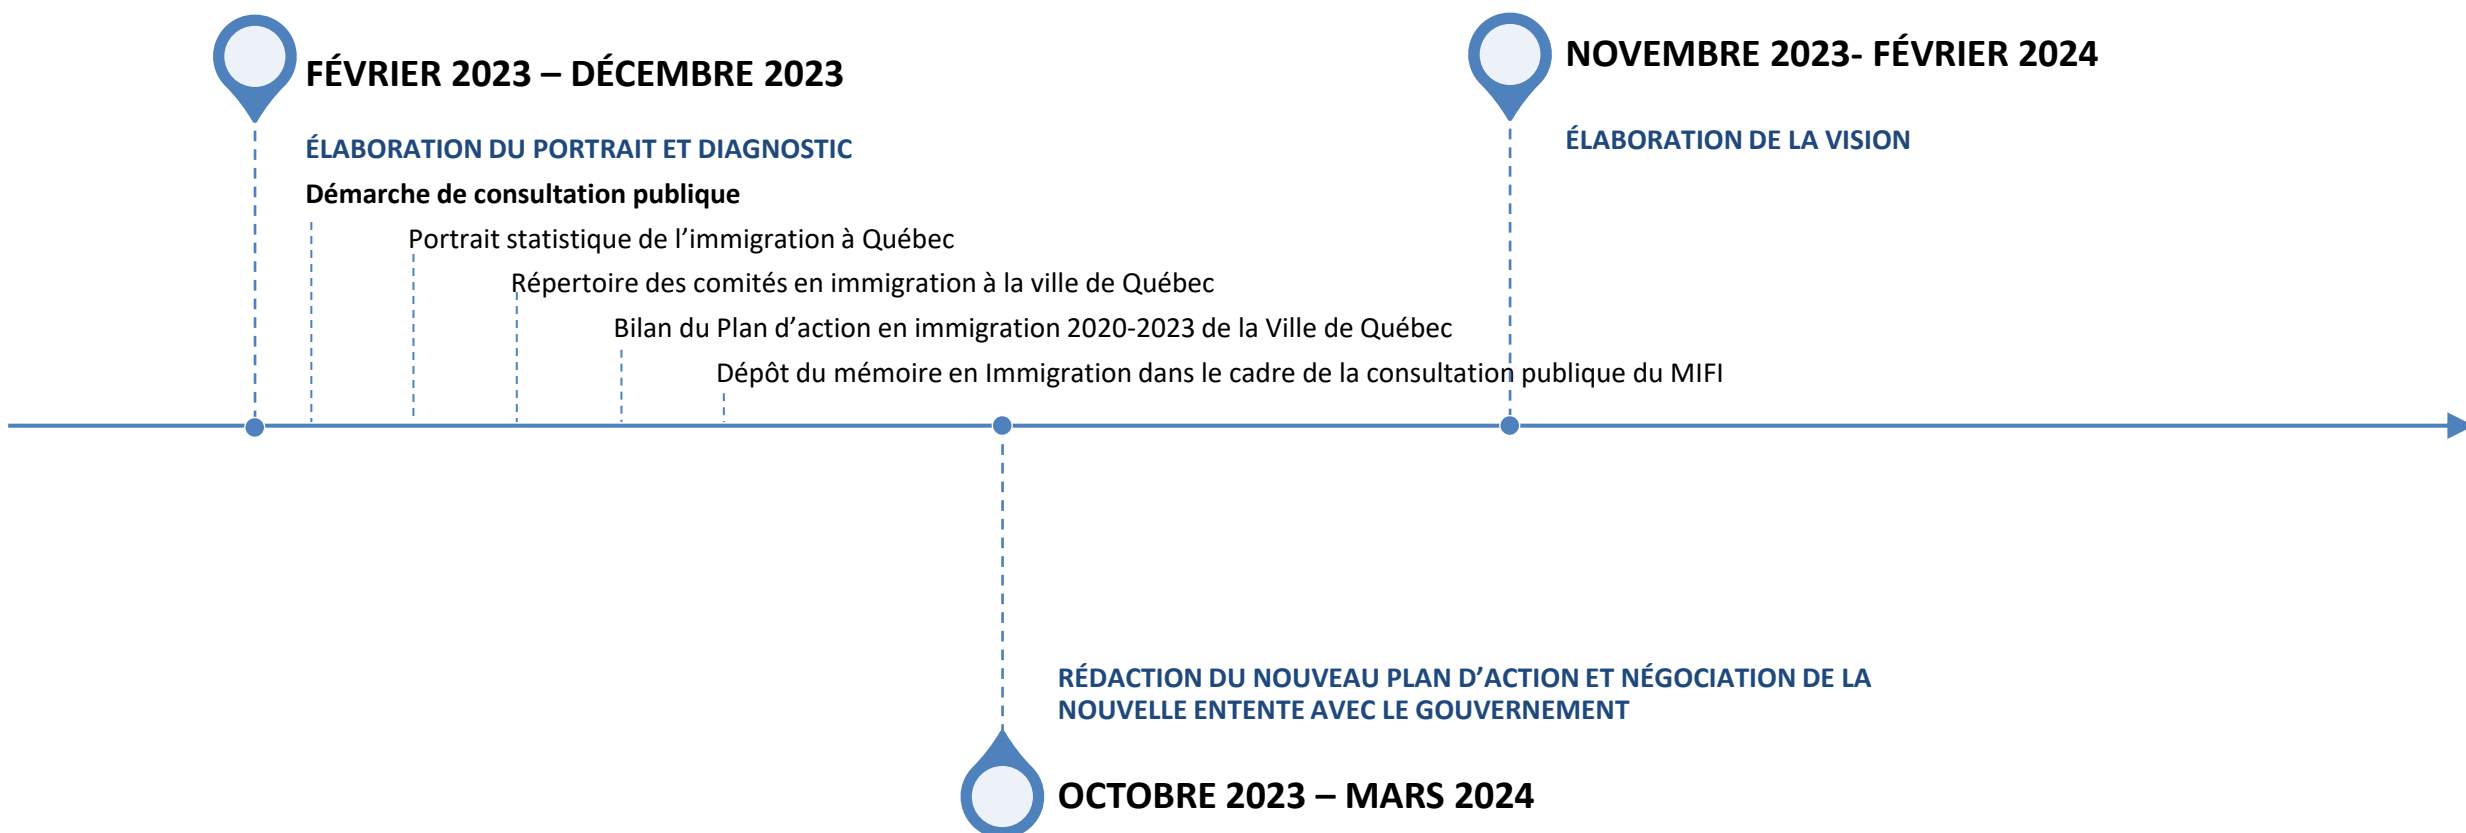 FÉVRIER 2023 – DÉCEMBRE 2023
ÉLABORATION DU PORTRAIT ET DIAGNOSTIC
Démarche de consultation publique
Portrait statistique de l’immigration à Québec
Répertoire des comités en immigration à la ville de Québec
Bilan du Plan d’action en immigration 2020-2023 de la Ville de Québec
Dépôt du mémoire en Immigration dans le cadre de la consultation publique du MIFI
NOVEMBRE 2023- FÉVRIER 2024
ÉLABORATION DE LA VISION
RÉDACTION DU NOUVEAU PLAN D’ACTION ET NÉGOCIATION DE LA
NOUVELLE ENTENTE AVEC LE GOUVERNEMENT
OCTOBRE 2023 – MARS 2024